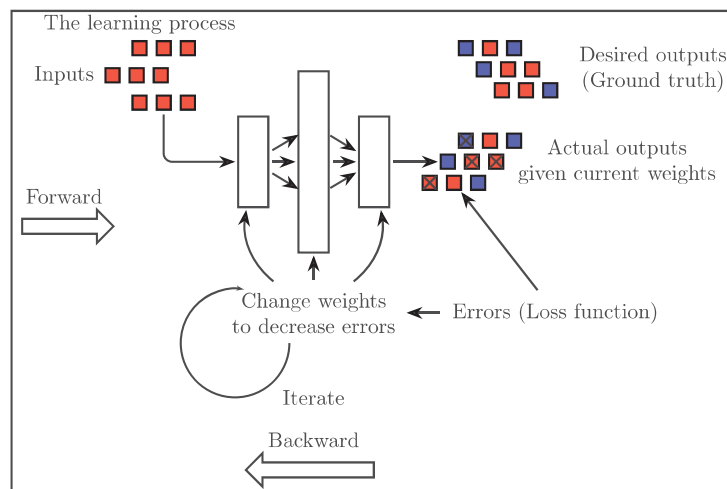 The learning process
Inputs
Desired outputs
(Ground truth)
Actual outputs
given current weights
Forward
Change weights
to decrease errors
Errors (Loss function)
Iterate
Backward